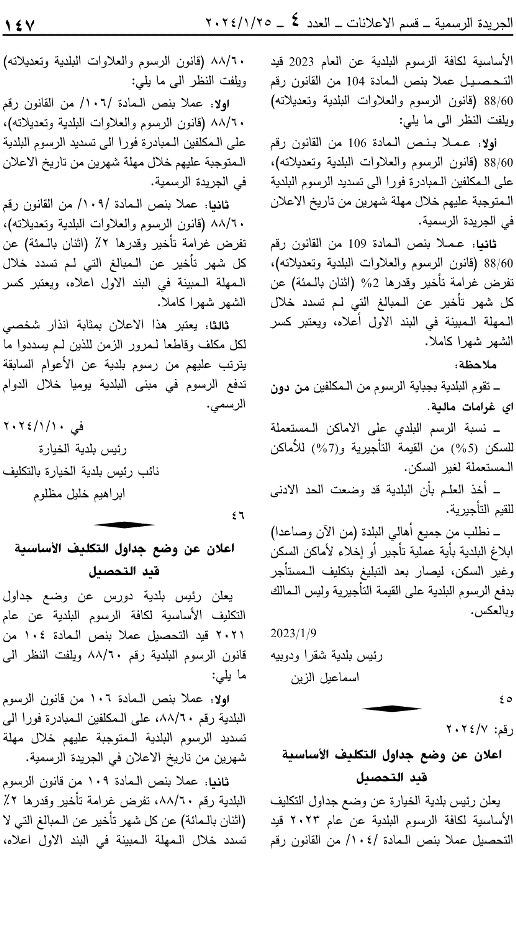 الجريدة الرسمية ـ قسم الاعلانات ـ العدد ٤ ـ ٢٠٢٤/١/٢٥
١٤٧
الأساسية لكافة الرسوم البلدية عن العام 2023 قيد
التحصيل عملا بنص المادة 104 من القانون رقم
88/60 (قانون الرسوم والعلاوات البلدية وتعديلاته)
ويلفت النظر الى ما يلي:
اولا: عملا بنص المادة 106 من القانون رقم
88/60 (قانون الرسوم والعلاوات البلدية وتعديلاته)،
على المكلفين المبادرة فورا الى تسديد الرسوم البلدية
المتوجبة عليهم خلال مهلة شهرين من تاريخ الاعلان
في الجريدة الرسمية.
ثانيا: عملا بنص المادة 109 من القانون رقم
88/60 (قانون الرسوم والعلاوات البلدية وتعديلاته)،
تفرض غرامة تأخير وقدرها 2% (اثنان بالمئة) عن
كل شهر تأخير عن المبالغ التي لم تسدد خلال
المهلة المبينة في البند الأول أعلاه، ويعتبر كسر
الشهر شهرا كاملا.
ملاحظة:
ـ تقوم البلدية بجباية الرسوم من المكلفين من دون
اي غرامات مالية.
ـ نسبة الرسم البلدي على الاماكن المستعملة
للسكن (5%) من القيمة التأجيرية و(7%) للأماكن
المستعملة لغير السكن.
ـ أخذ العلم بأن البلدية قد وضعت الحد الادنى
للقيم التأجيرية.
ـ نطلب من جميع أهالي البلدة (من الآن وصاعدا)
ابلاغ البلدية بأية عملية تأجير أو إخلاء لأماكن السكن
وغير السكن، ليصار بعد التبليغ بتكليف المستأجر
بدفع الرسوم البلدية على القيمة التأجيرية وليس المالك
وبالعكس.
2023/1/9
رئيس بلدية شقرا ودوبيه
اسماعيل الزين
٤٥
رقم: ٢٠٢٤/٧
اعلان عن وضع جداول التكليف الأساسية
قيد التحصيل
يعلن رئيس بلدية الخيارة عن وضع جداول التكليف
الأساسية لكافة الرسوم البلدية عن عام ٢٠٢٣ قيد
التحصيل عملا بنص المادة /١٠٤/ من القانون رقم
٨٨/٦٠ (قانون الرسوم والعلاوات البلدية وتعديلاته)
ويلفت النظر الى ما يلي:
اولا: عملا بنص المادة /١٠٦/ من القانون رقم
٨٨/٦٠ (قانون الرسوم والعلاوات البلدية وتعديلاته)،
على المكلفين المبادرة فورا الى تسديد الرسوم البلدية
المتوجبة عليهم خلال مهلة شهرين من تاريخ الاعلان
في الجريدة الرسمية.
ثانيا: عملا بنص المادة /١٠٩/ من القانون رقم
٨٨/٦٠ (قانون الرسوم والعلاوات البلدية وتعديلاته)،
تفرض غرامة تأخير وقدرها ٢٪ (اثنان بالمئة) عن
كل شهر تأخير عن المبالغ التي لم تسدد خلال
المهلة المبينة في البند الاول اعلاه، ويعتبر كسر
الشهر شهرا كاملا.
ثالثا: يعتبر هذا الاعلان بمثابة انذار شخصي
لكل مكلف وقاطعا لمرور الزمن للذين لم يسددوا ما
يترتب عليهم من رسوم بلدية عن الأعوام السابقة
تدفع الرسوم في مبنى البلدية يوميا خلال الدوام
الرسمي.
في ٢٠٢٤/١/١٠
رئيس بلدية الخيارة
نائب رئيس بلدية الخيارة بالتكليف
ابراهيم خليل مظلوم
٤٦
اعلان عن وضع جداول التكليف الأساسية
قيد التحصيل
يعلن رئيس بلدية دورس عن وضع جداول
التكليف الأساسية لكافة الرسوم البلدية عن عام
٢٠٢١ قيد التحصيل عملا بنص المادة ١٠٤ من
قانون الرسوم البلدية رقم ٨٨/٦٠ ويلفت النظر الى
ما يلي:
اولا: عملا بنص المادة ١٠٦ من قانون الرسوم
البلدية رقم ٨٨/٦٠، على المكلفين المبادرة فورا الى
تسديد الرسوم البلدية المتوجبة عليهم خلال مهلة
شهرين من تاريخ الاعلان في الجريدة الرسمية.
ثانيا: عملا بنص المادة ١٠٩ من قانون الرسوم
البلدية رقم ٨٨/٦٠، تفرض غرامة تأخير وقدرها ٢٪
(اثنان بالمائة) عن كل شهر تأخير عن المبالغ التي لا
تسدد خلال المهلة المبينة في البند الاول اعلاه،